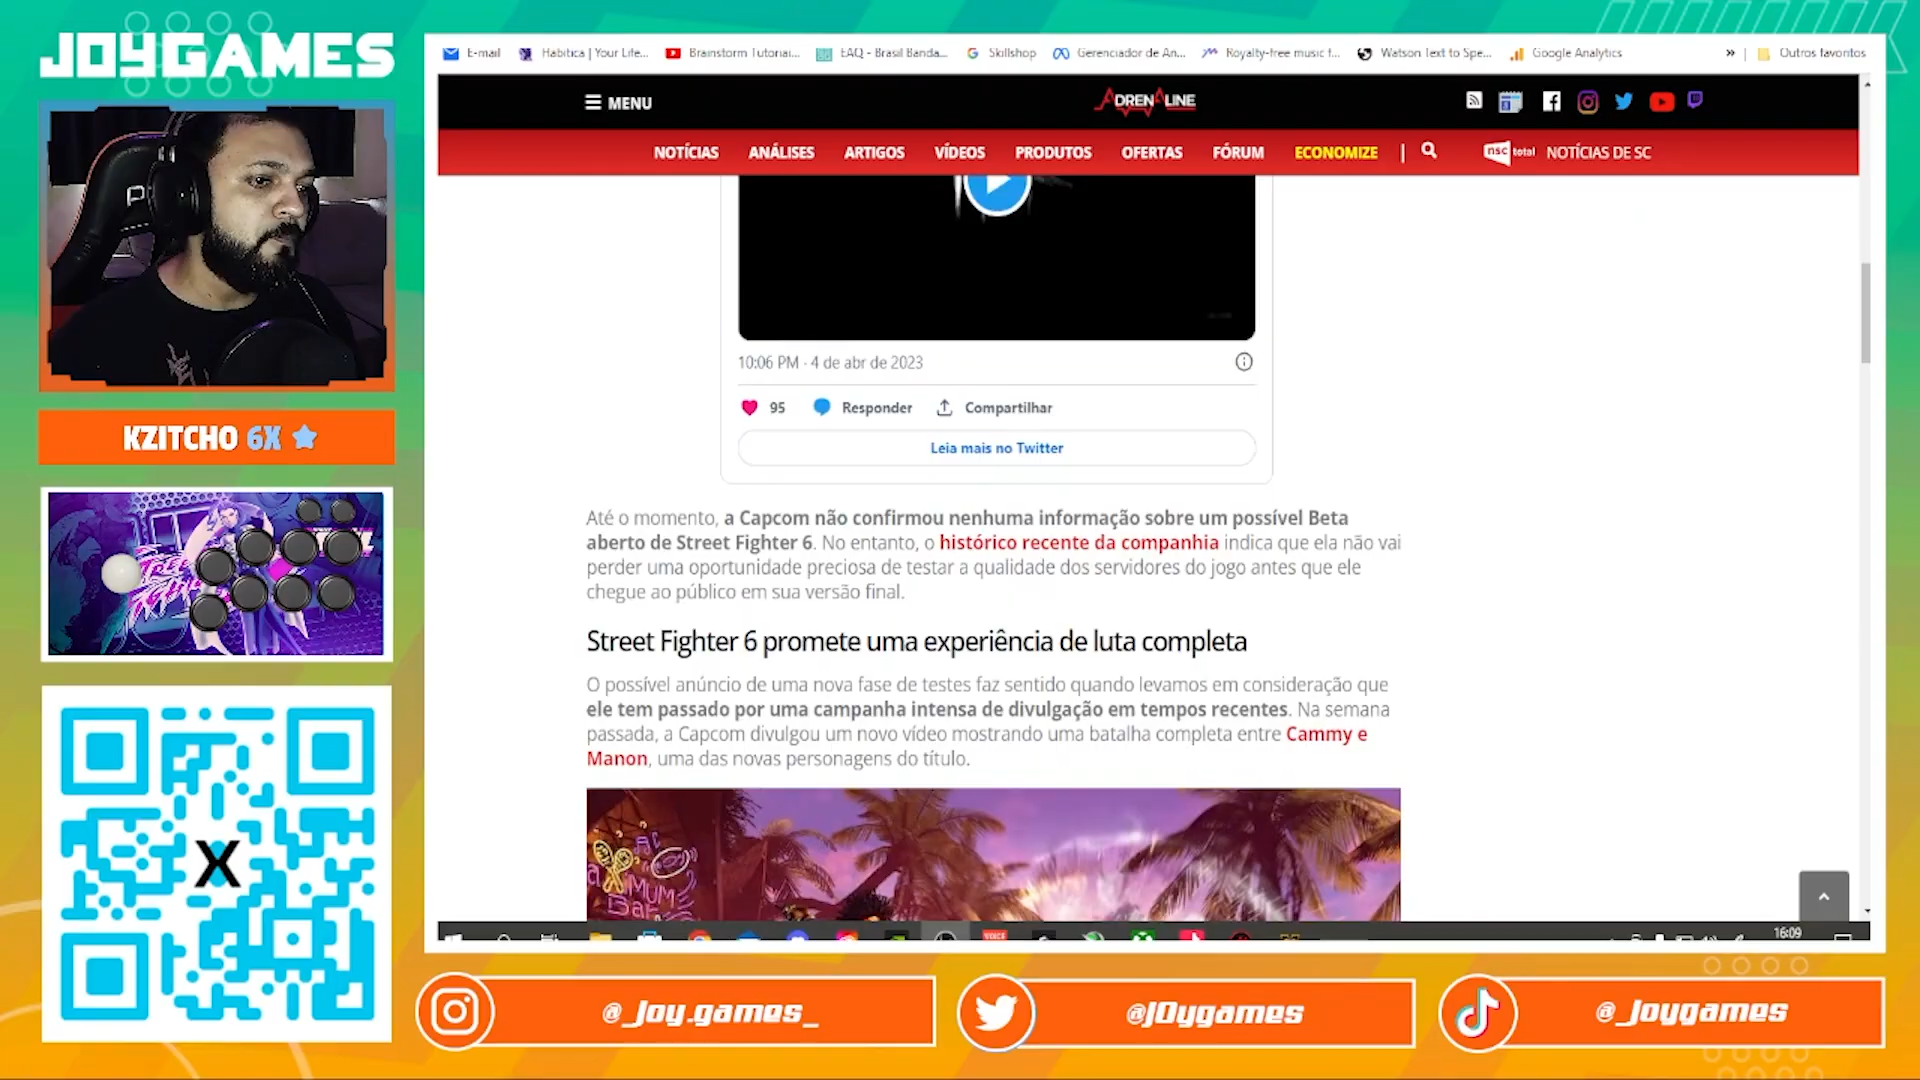 JOYGAMES
E-mail
Habitica | Your Life...
Brainstorm Tutoriai...
FAQ - Brasil Banda...
Skillshop
Gerenciador de An...
Royalty-free music f...
Watson Text to Spe...
Google Analytics
»
Outros favoritos
MENU
ADRENALINE
NOTÍCIAS
ANÁLISES
ARTIGOS
VÍDEOS
PRODUTOS
OFERTAS
FÓRUM
ECONOMIZE
|
nsc total
NOTÍCIAS DE SC
10:06 PM · 4 de abr de 2023
95
Responder
Compartilhar
Leia mais no Twitter
KZITCHO 6X
Até o momento, a Capcom não confirmou nenhuma informação sobre um possível Beta
aberto de Street Fighter 6. No entanto, o histórico recente da companhia indica que ela não vai
perder uma oportunidade preciosa de testar a qualidade dos servidores do jogo antes que ele
chegue ao público em sua versão final.
Street Fighter 6 promete uma experiência de luta completa
O possível anúncio de uma nova fase de testes faz sentido quando levamos em consideração que
ele tem passado por uma campanha intensa de divulgação em tempos recentes. Na semana
passada, a Capcom divulgou um novo vídeo mostrando uma batalha completa entre Cammy e
Manon, uma das novas personagens do título.
X
VOICE
16:09
@_Joy.games_
@J0ygames
@_Joygames